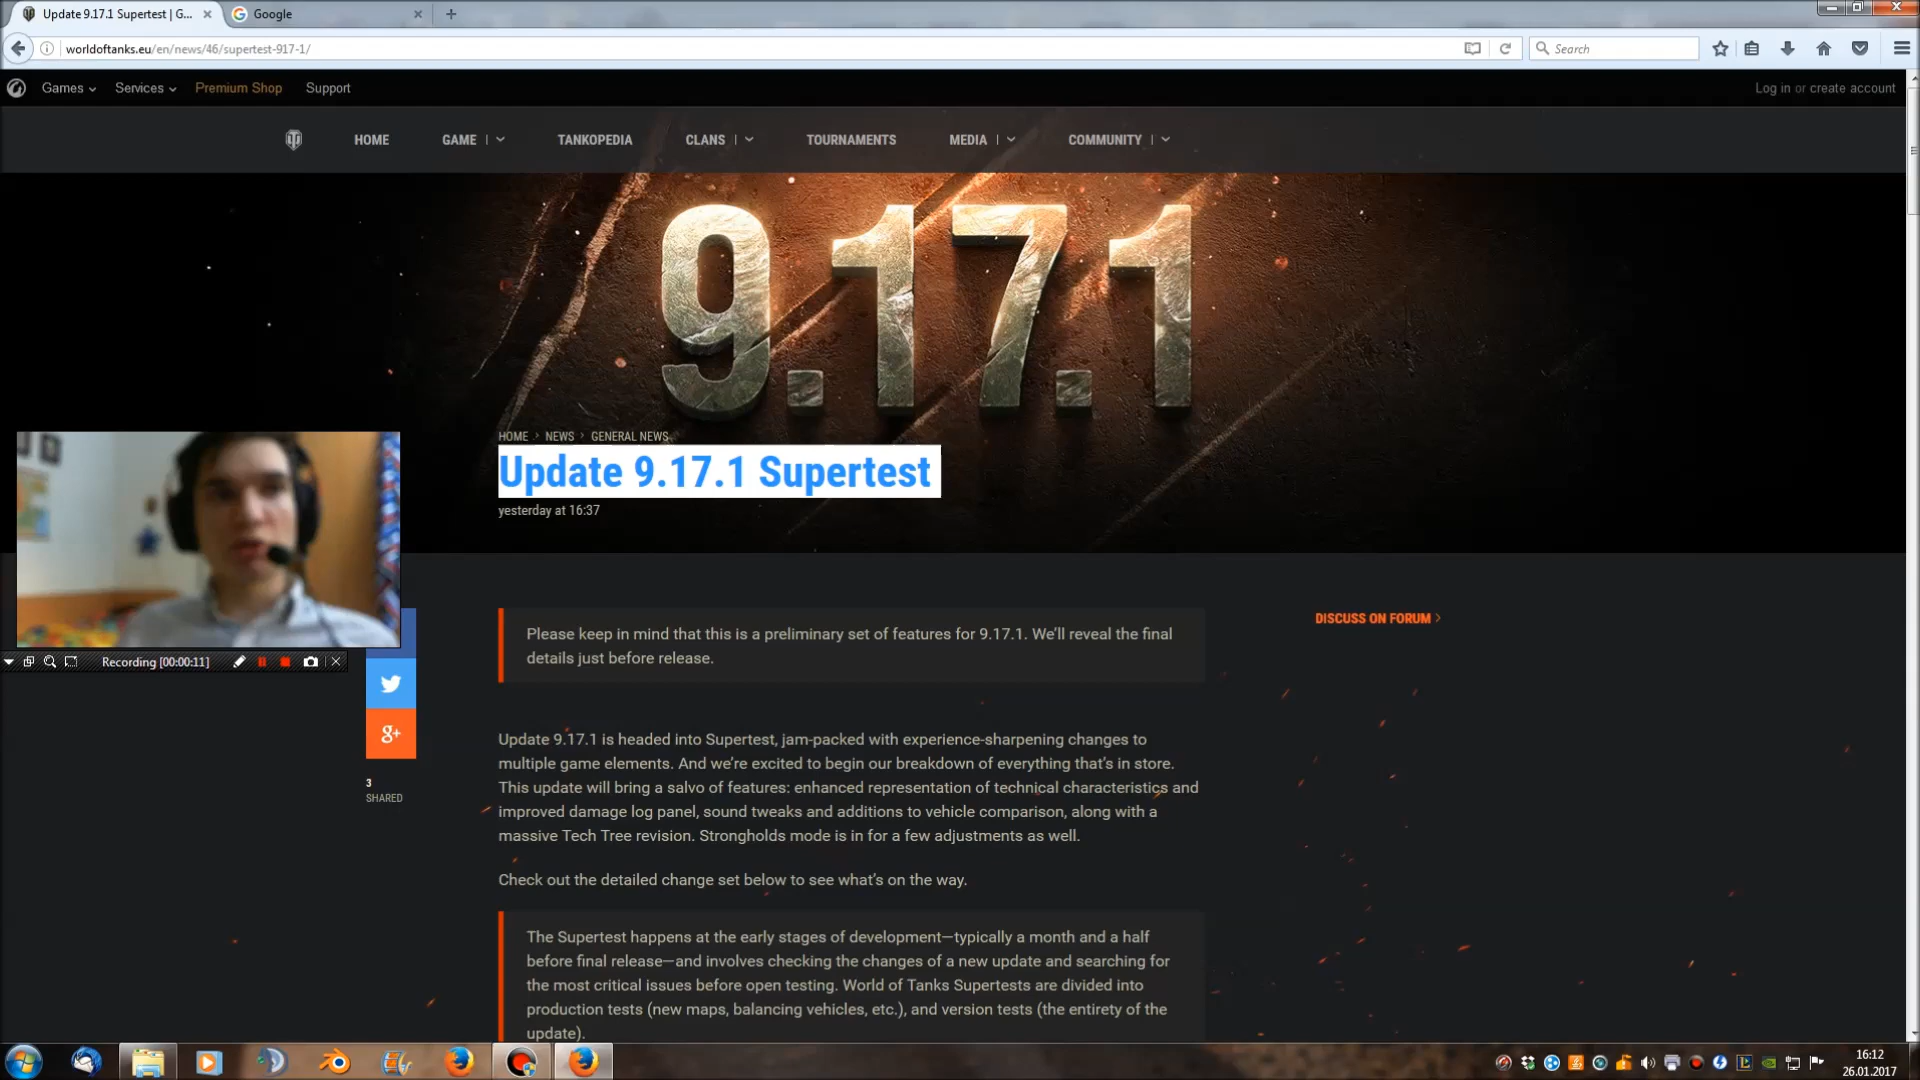 Update 9.17.1 Supertest | G...
Google
worldoftanks.eu/en/news/46/supertest-917-1/
Search
Games
Services
Premium Shop
Support
Log in or create account
HOME
GAME
TANKOPEDIA
CLANS
TOURNAMENTS
MEDIA
COMMUNITY
9.17.1
HOME > NEWS > GENERAL NEWS
Update 9.17.1 Supertest
yesterday at 16:37
Please keep in mind that this is a preliminary set of features for 9.17.1. We'll reveal the final
details just before release.
DISCUSS ON FORUM >
Recording [00:00:11]
g+
3
SHARED
Update 9.17.1 is headed into Supertest, jam-packed with experience-sharpening changes to
multiple game elements. And we're excited to begin our breakdown of everything that's in store.
This update will bring a salvo of features: enhanced representation of technical characteristics and
improved damage log panel, sound tweaks and additions to vehicle comparison, along with a
massive Tech Tree revision. Strongholds mode is in for a few adjustments as well.
Check out the detailed change set below to see what's on the way.
The Supertest happens at the early stages of development—typically a month and a half
before final release—and involves checking the changes of a new update and searching for
the most critical issues before open testing. World of Tanks Supertests are divided into
production tests (new maps, balancing vehicles, etc.), and version tests (the entirety of the
update).
16:12
26.01.2017